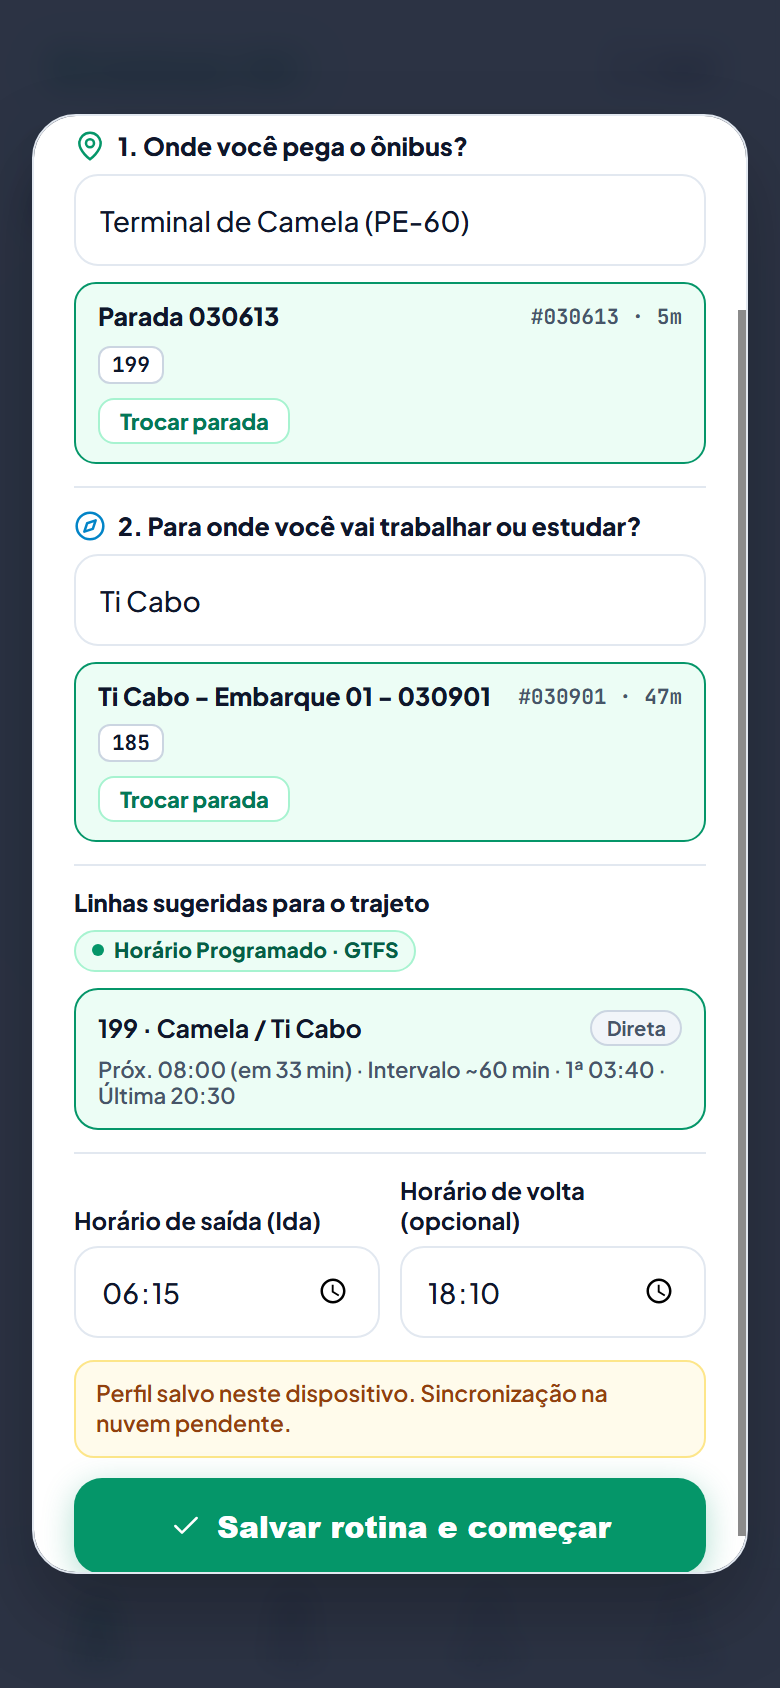 1. Onde você pega o ônibus?
Terminal de Camela (PE-60)
Parada 030613
#030613 · 5m
199
Trocar parada
2. Para onde você vai trabalhar ou estudar?
Ti Cabo
Ti Cabo - Embarque 01 - 030901
#030901 · 47m
185
Trocar parada
Linhas sugeridas para o trajeto
Horário Programado · GTFS
199 · Camela / Ti Cabo
Direta
Próx. 08:00 (em 33 min) · Intervalo ~60 min · 1ª 03:40 ·
Última 20:30
Horário de saída (Ida)
Horário de volta
(opcional)
06:15
18:10
Perfil salvo neste dispositivo. Sincronização na
nuvem pendente.
Salvar rotina e começar